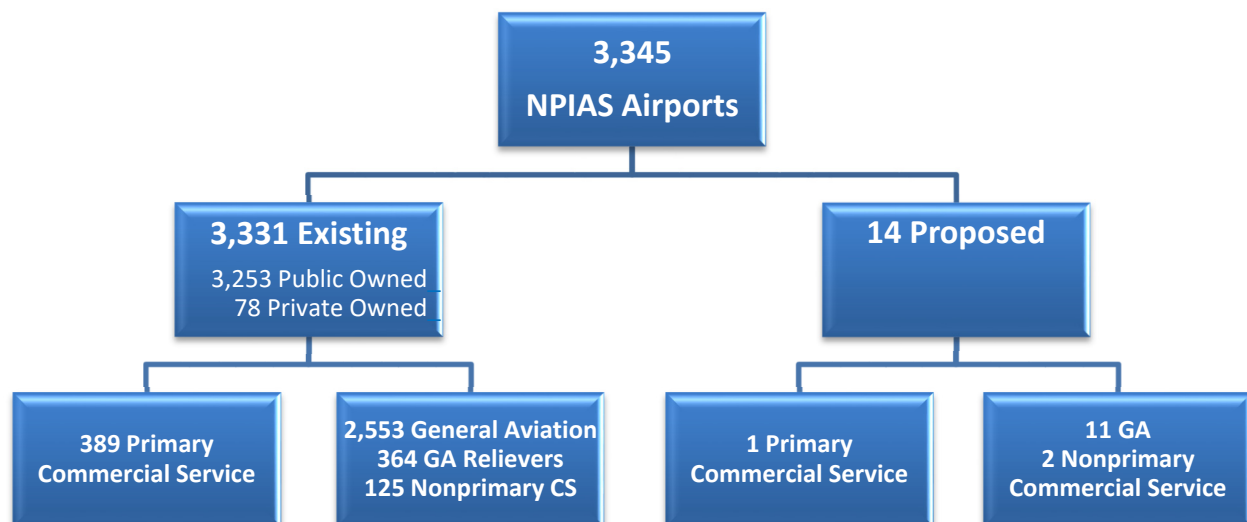 3,345
NPIAS Airports
3,331 Existing
3,253 Public Owned
78 Private Owned
14 Proposed
389 Primary
Commercial Service
2,553 General Aviation
364 GA Relievers
125 Nonprimary CS
1 Primary
Commercial Service
11 GA
2 Nonprimary
Commercial Service